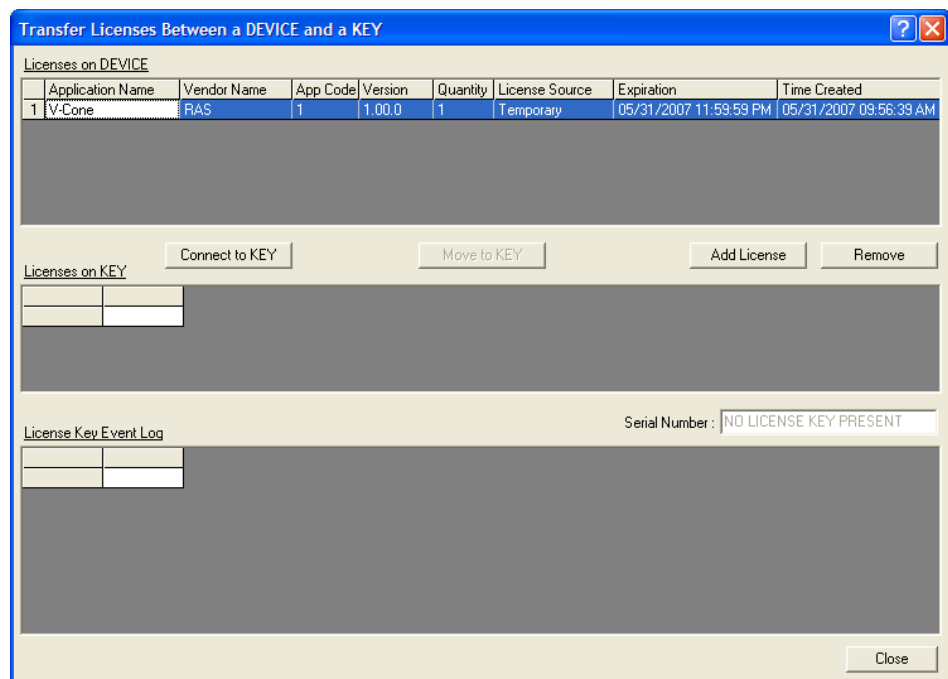 Transfer Licenses Between a DEVICE and a KEY
Licenses on DEVICE
Application Name Vendor Name App Code Version Quantity License Source Expiration Time Created
1 V-Cone RAS 1 1.00.0 1 Temporary 05/31/2007 11:59:59 PM 05/31/2007 09:56:39 AM
Connect to KEY Move to KEY Add License Remove
Licenses on KEY
Serial Number : NO LICENSE KEY PRESENT
License Key Event Log
Close